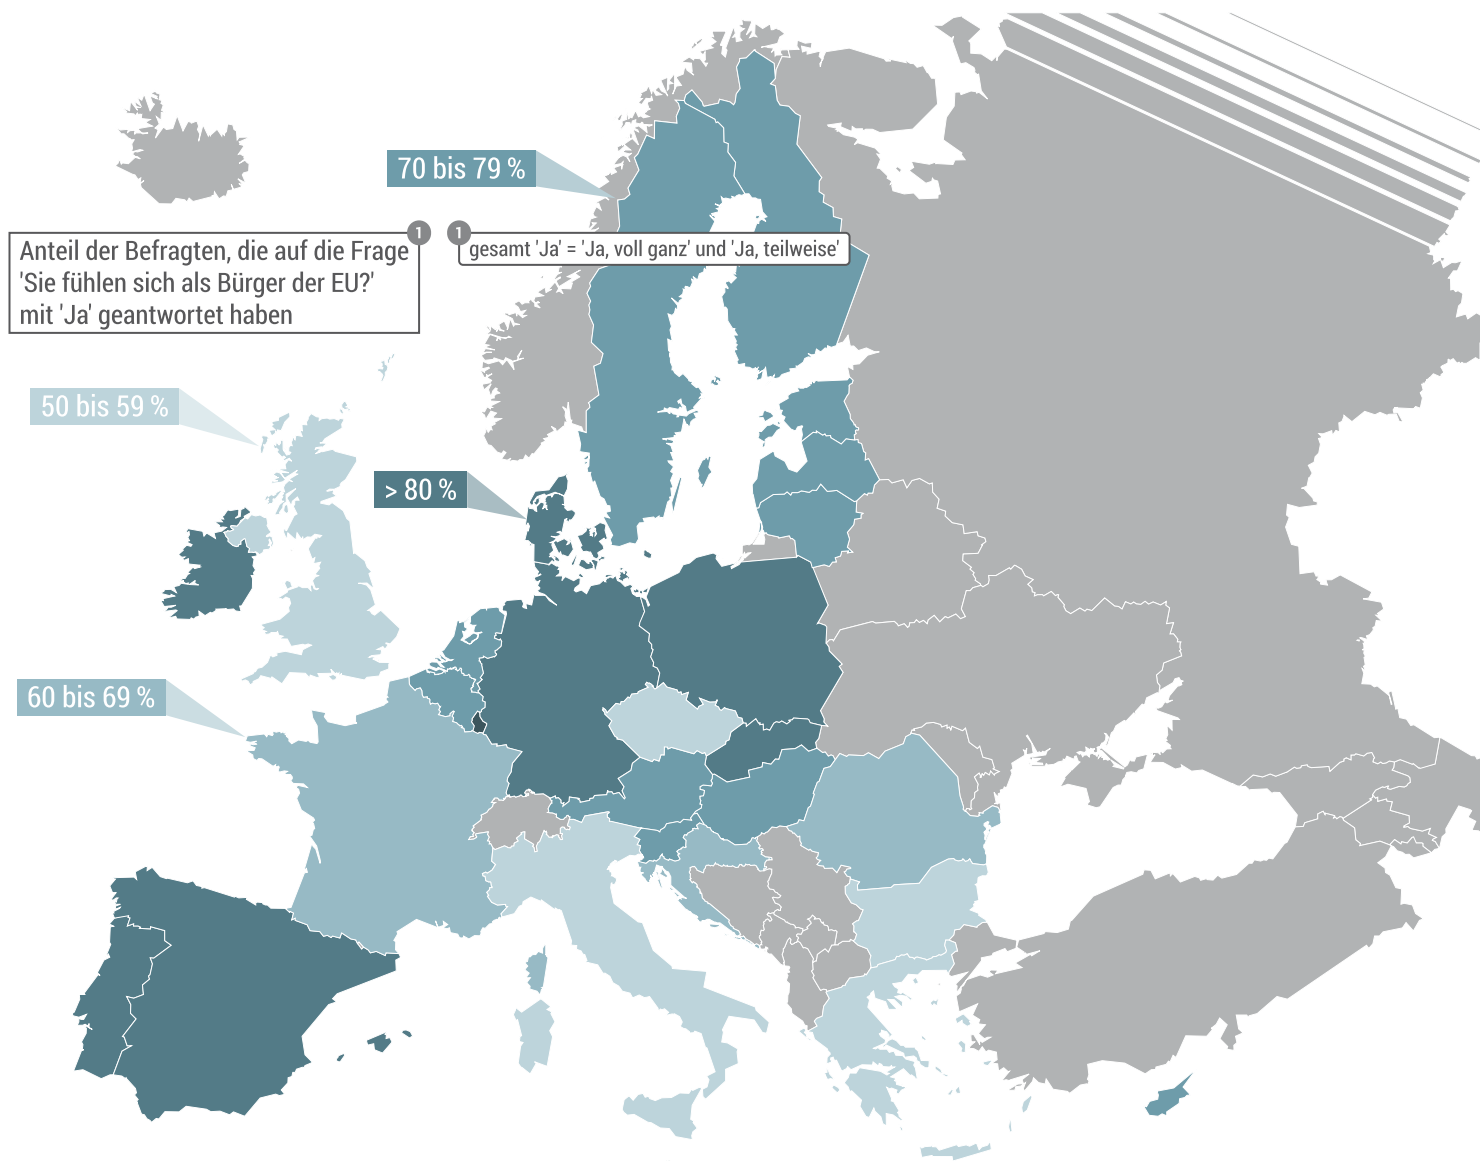 70 bis 79 %
1
Anteil der Befragten, die auf die Frage
'Sie fühlen sich als Bürger der EU?'
mit 'Ja' geantwortet haben
1
gesamt 'Ja' = 'Ja, voll ganz' und 'Ja, teilweise'
50 bis 59 %
> 80 %
60 bis 69 %